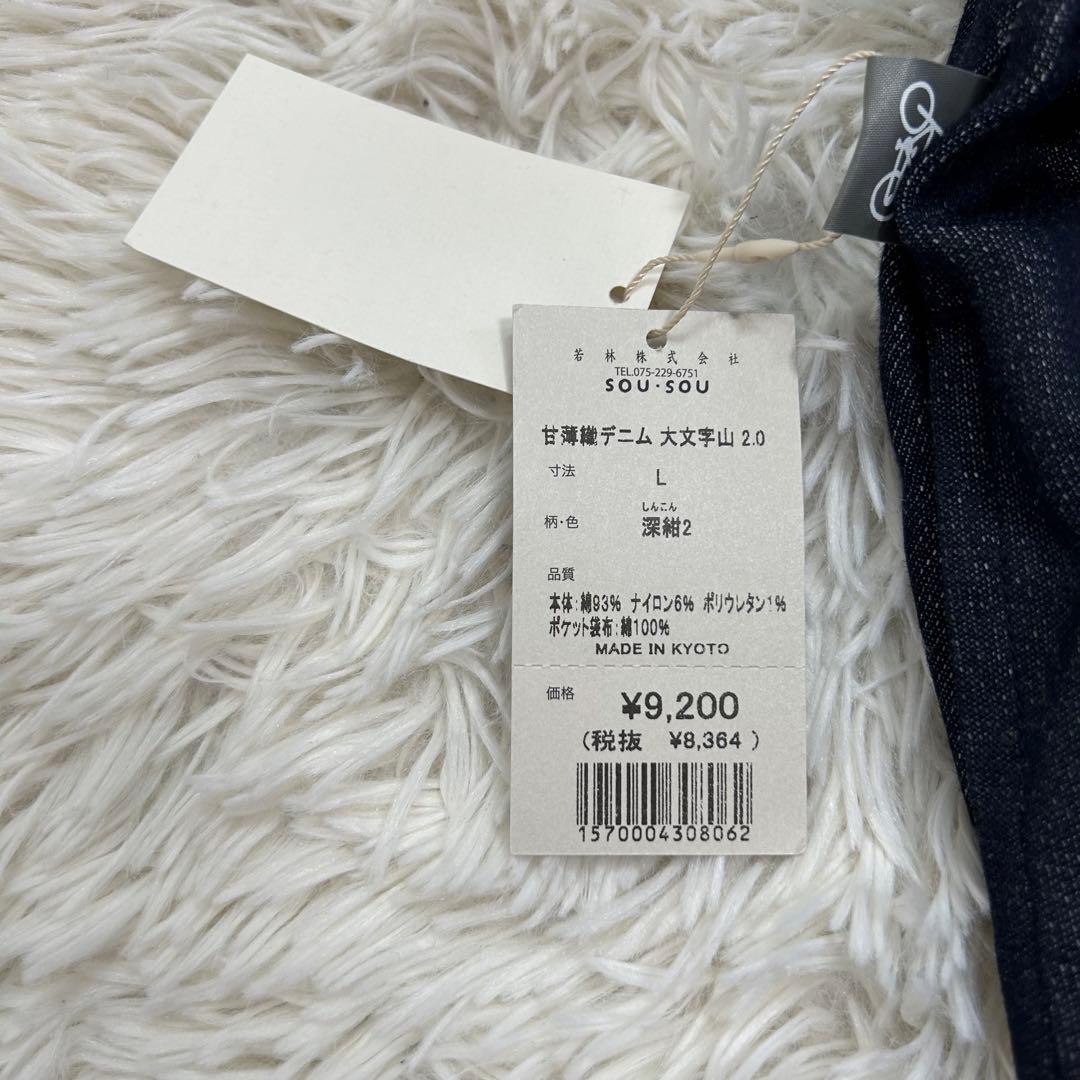 若林株式会社
TEL.075-229-6751
SOU・SOU
甘薄織デニム 大文字山 2.0
寸法 L
しんこん
柄・色 深紺2
品質
本体:綿93% ナイロン6% ポリウレタン1%
ポケット袋布:綿100%
MADE IN KYOTO
価格 ¥9,200
(税抜 ¥8,364 )
1570004308062